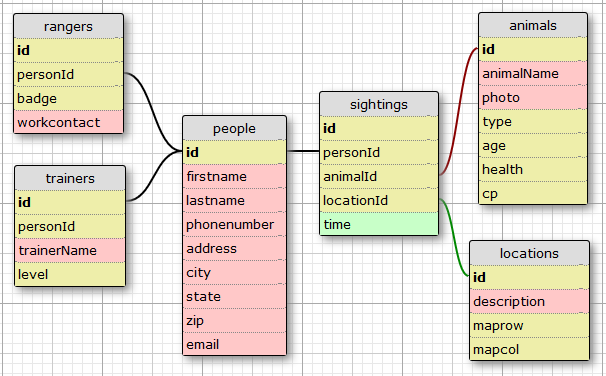 rangers
id
personId
badge
workcontact
trainers
id
personId
trainerName
level
people
id
firstname
lastname
phonenumber
address
city
state
zip
email
sightings
id
personId
animalId
locationId
time
animals
id
animalName
photo
type
age
health
cp
locations
id
description
maprow
mapcol